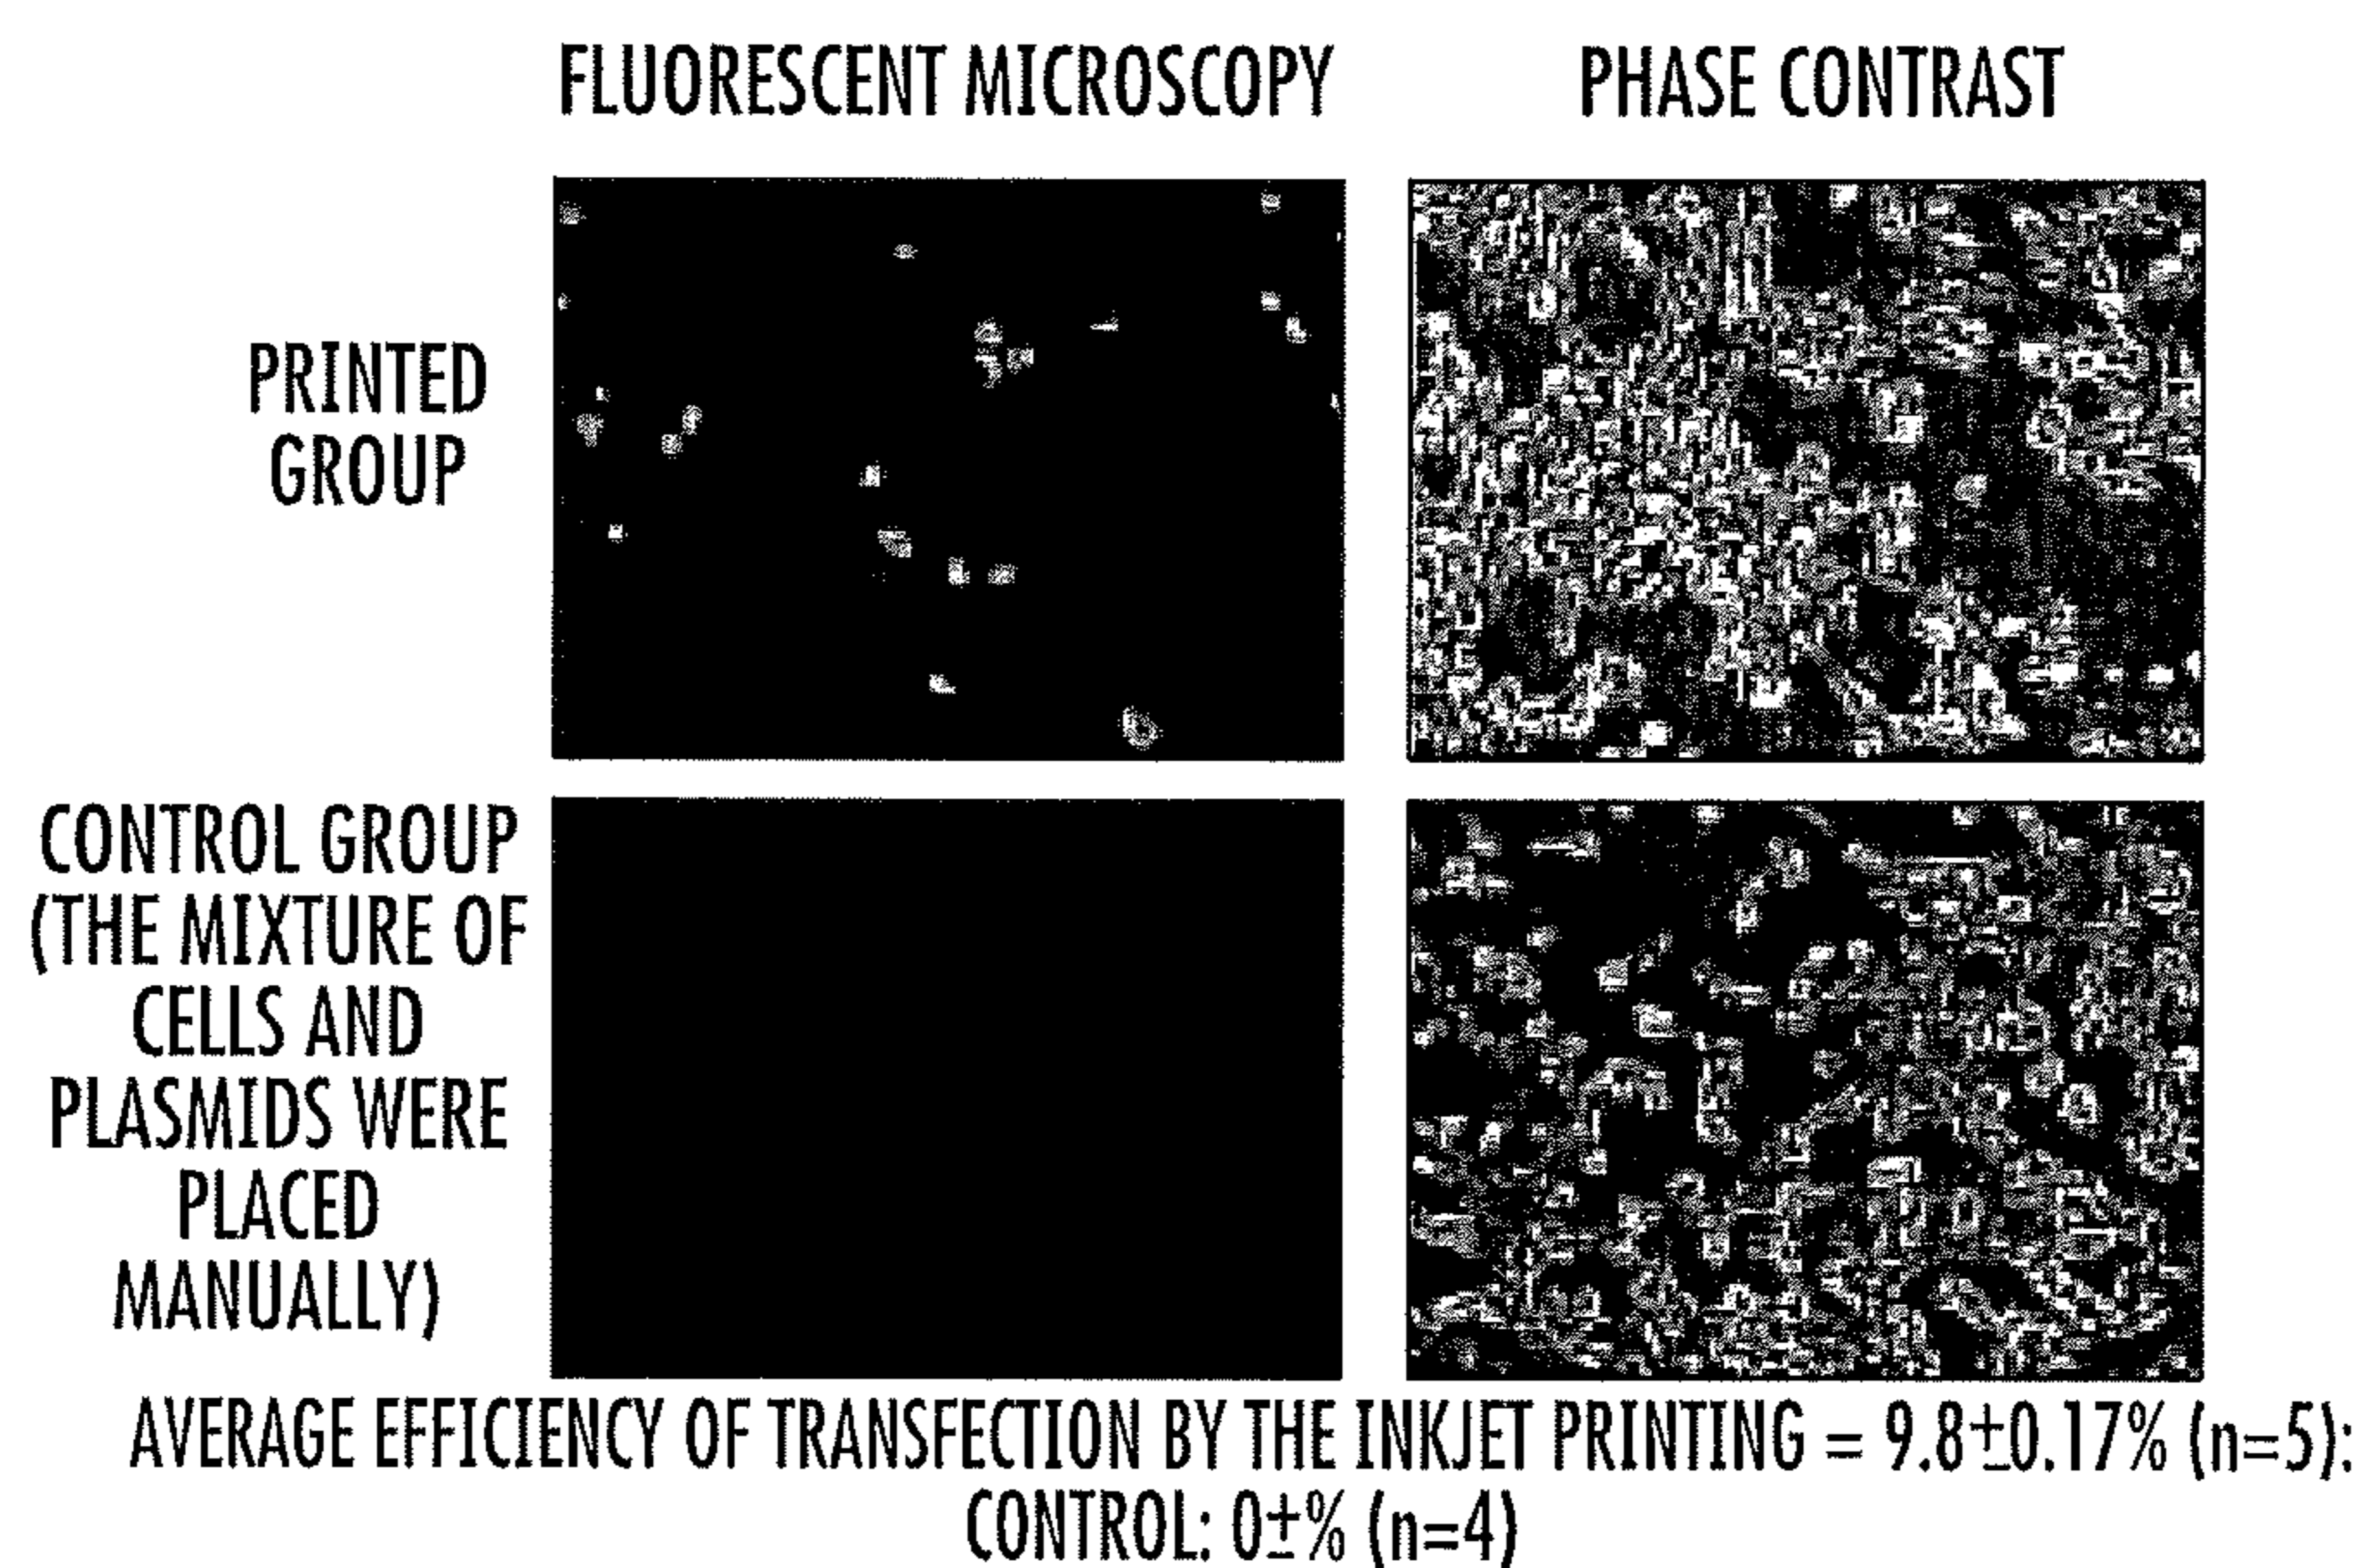 FLUORESCENT MICROSCOPY
PHASE CONTRAST
PRINTED
GROUP
CONTROL GROUP
(THE MIXTURE OF
CELLS AND
PLASMIDS WERE
PLACED
MANUALLY)
AVERAGE EFFICIENCY OF TRANSFECTION BY THE INKJET PRINTING = 9.8±0.17% (n=5):
CONTROL: 0±% (n=4)